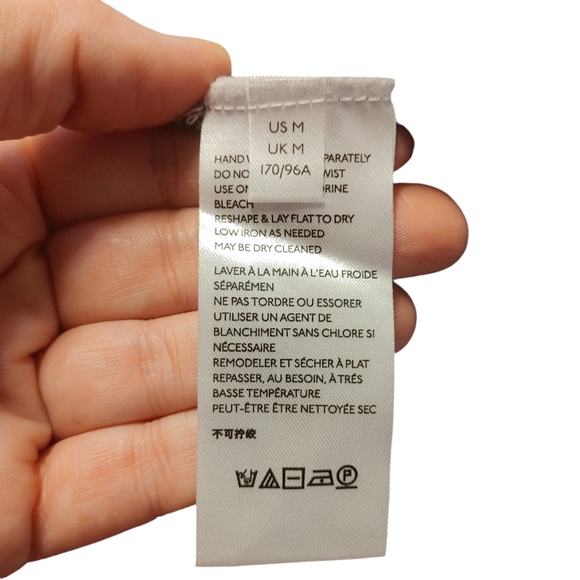 US M
UK M
170/96A
HAND PARATELY
DO NO WIST
USE ON RINE
BLEACH
RESHAPE & LAY FLAT TO DRY
LOW IRON AS NEEDED
MAY BE DRY CLEANED
LAVER À LA MAIN À L'EAU FROIDE
SÉPARÉMEN
NE PAS TORDRE OU ESSORER
UTILISER UN AGENT DE
BLANCHIMENT SANS CHLORE SI
NÉCESSAIRE
REMODELER ET SÉCHER À PLAT
REPASSER, AU BESOIN, À TRÉS
BASSE TEMPÉRATURE
PEUT-ÊTRE ÊTRE NETTOYÉE SEC
不可拧绞
P